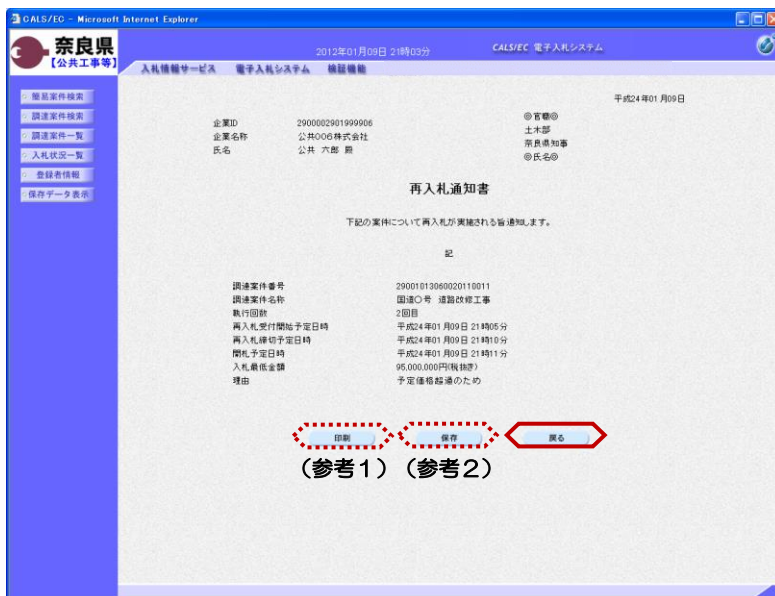 CALS/EC - Microsoft Internet Explorer
奈良県
【公共工事等】
2012年01月09日 21時03分
CALS/EC 電子入札システム
入札情報サービス 電子入札システム 検証機能
簡易案件検索
調達案件検索
調達案件一覧
入札状況一覧
登録者情報
保存データ表示
平成24年01月09日
企業ID 2900002901999906
企業名称 公共006株式会社
氏名 公共 六郎 殿
◎官職◎
土木部
奈良県知事
◎氏名◎
再入札通知書
下記の案件について再入札が実施される旨通知します。
記
調達案件番号 29001013060020110011
調達案件名称 国道○号 道路改修工事
執行回数 2回目
再入札受付開始予定日時 平成24年01月09日 21時05分
再入札締切予定日時 平成24年01月09日 21時10分
開札予定日時 平成24年01月09日 21時11分
入札最低金額 95,000,000円(税抜き)
理由 予定価格超過のため
印刷 保存 戻る
（参考１）（参考２）